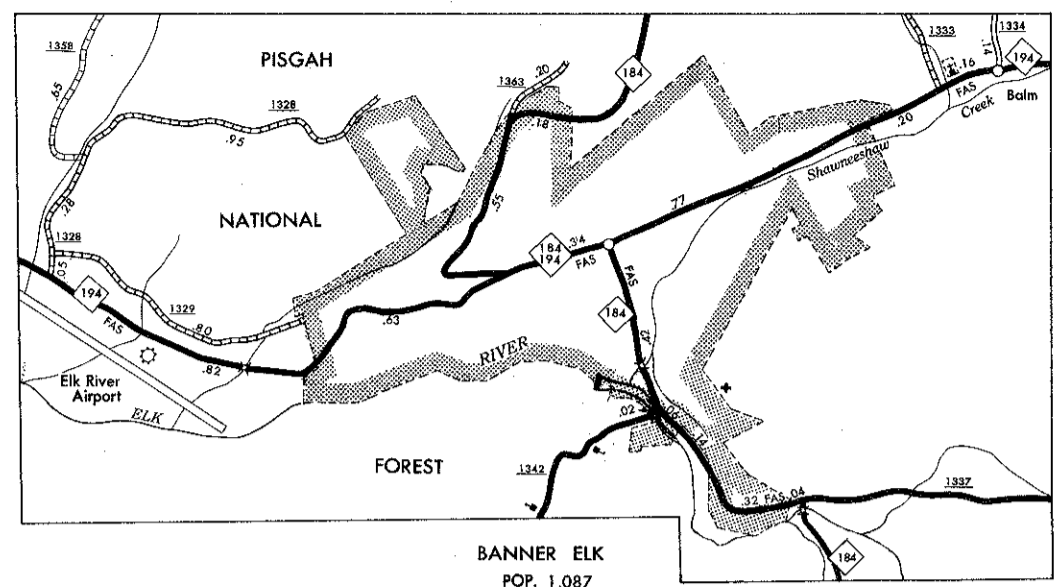 1358
PISGAH
.65
1328
.95
1363
.20
184
.18
1333
1334
.14
.16
194
FAS
Balm
Creek
.20
Shawneeshaw
.77
.55
NATIONAL
.28
1328
.05
184
194
.34
FAS
FAS
184
.42
194
FAS
1329
.80
.63
.82
RIVER
Elk River
Airport
ELK
.02
.14
FOREST
1342
.32 FAS .04
1337
184
BANNER ELK
POP. 1,087